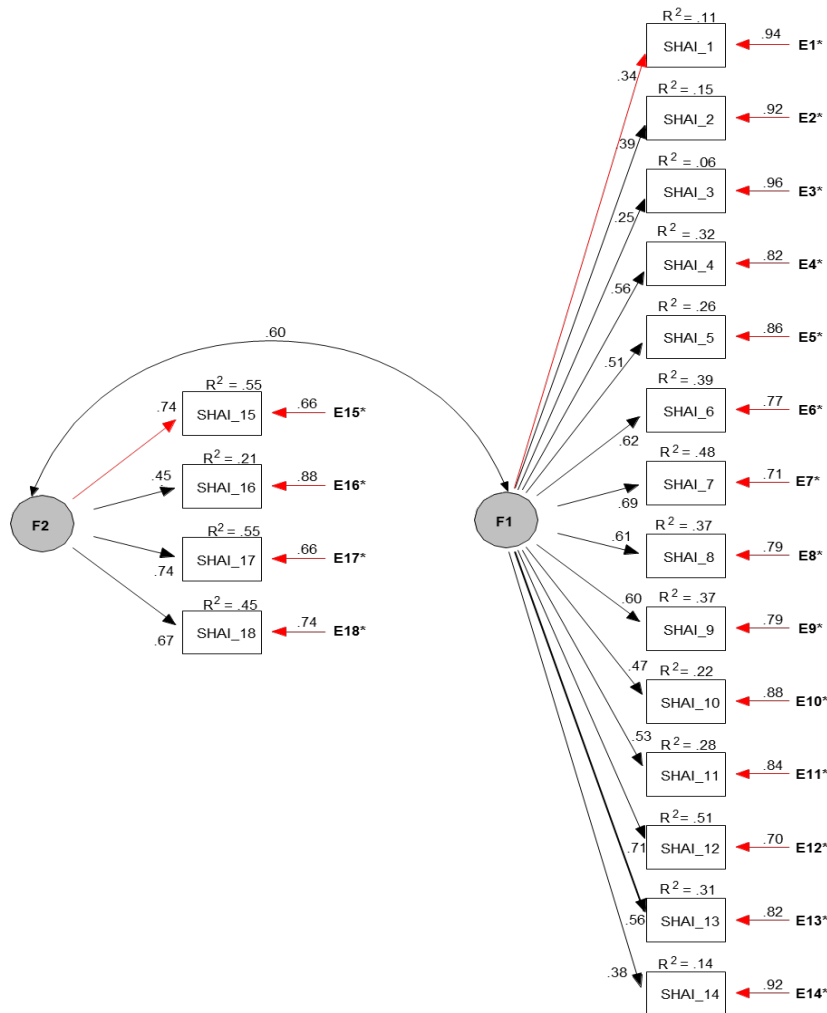 R2 = .11
.34 SHAI_1 .94 E1*
R2 = .15
.39 SHAI_2 .92 E2*
R2 = .06
.25 SHAI_3 .96 E3*
R2 = .32
.56 SHAI_4 .82 E4*
R2 = .26
.51 SHAI_5 .86 E5*
R2 = .39
.62 SHAI_6 .77 E6*
R2 = .48
.69 SHAI_7 .71 E7*
R2 = .37
.61 SHAI_8 .79 E8*
R2 = .37
.60 SHAI_9 .79 E9*
R2 = .22
.47 SHAI_10 .88 E10*
R2 = .28
.53 SHAI_11 .84 E11*
R2 = .51
.71 SHAI_12 .70 E12*
R2 = .31
.56 SHAI_13 .82 E13*
R2 = .14
.38 SHAI_14 .92 E14*
F1
.60
F2
R2 = .55
.74 SHAI_15 .66 E15*
R2 = .21
.45 SHAI_16 .88 E16*
R2 = .55
.74 SHAI_17 .66 E17*
R2 = .45
.67 SHAI_18 .74 E18*